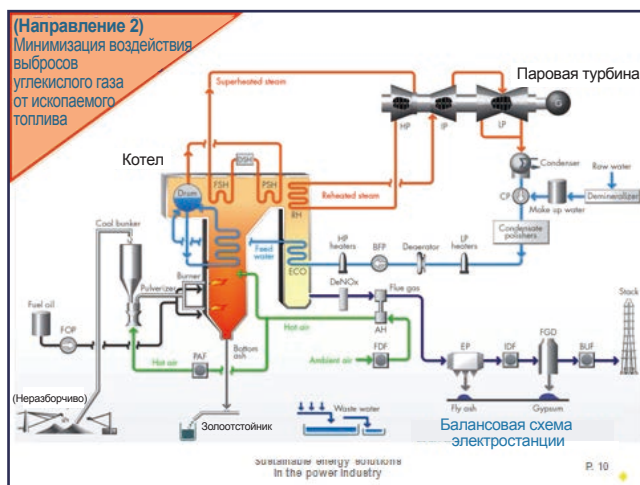 (Направление 2)
Минимизация воздействия
выбросов
углекислого газа
от ископаемого
топлива
Паровая турбина
Superheated steam
G
HP
IP
LP
Котел
DSH
FSH
PSH
Drum
RH
Reheated steam
Condenser
CP
Raw water
Make up water
Demineralizer
Condensate
polishers
Coal bunker
Feed
water
HP
heaters
BFP
Deaerator
LP
heaters
ECO
Burner
Pulverizer
DeNOx
Flue gas
Stack
Fuel oil
FOP
Hot air
AH
Hot air
PAF
Bottom
ash
Ambient air
FDF
EP
IDF
FGD
BUF
Fly ash
Gypsum
(Неразборчиво)
Золоотстойник
Waste water
Балансовая схема
электростанции
Sustainable energy solutions
in the power industry
P. 10